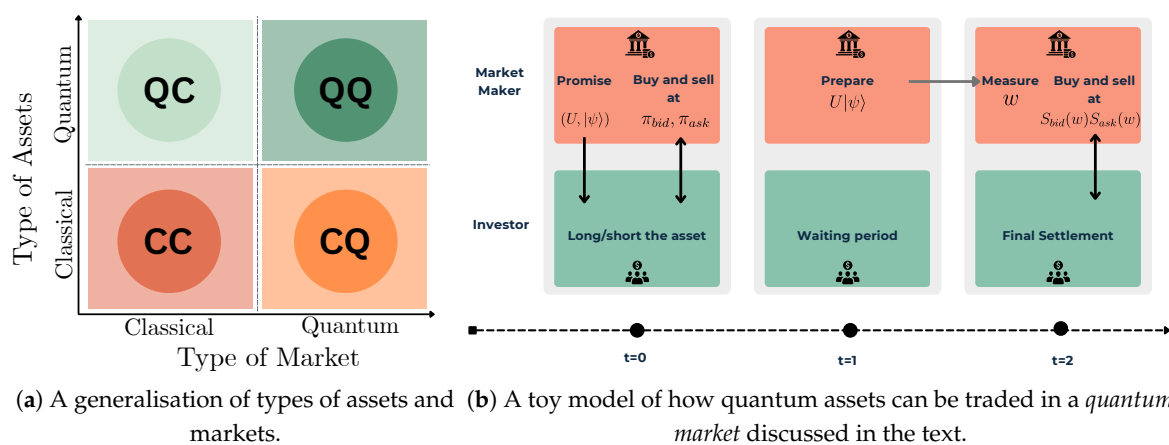 Type of Assets
Quantum
Classical
QC
QQ
CC
CQ
Classical
Quantum
Type of Market
(a) A generalisation of types of assets and
markets.
Market
Maker
Investor
Promise
(U, |ψ⟩)
Buy and sell
at
π_bid, π_ask
Long/short the asset
Prepare
U|ψ⟩
Waiting period
Measure
w
Buy and sell
at
S_bid(w)S_ask(w)
Final Settlement
t=0
t=1
t=2
(b) A toy model of how quantum assets can be traded in a quantum
market discussed in the text.